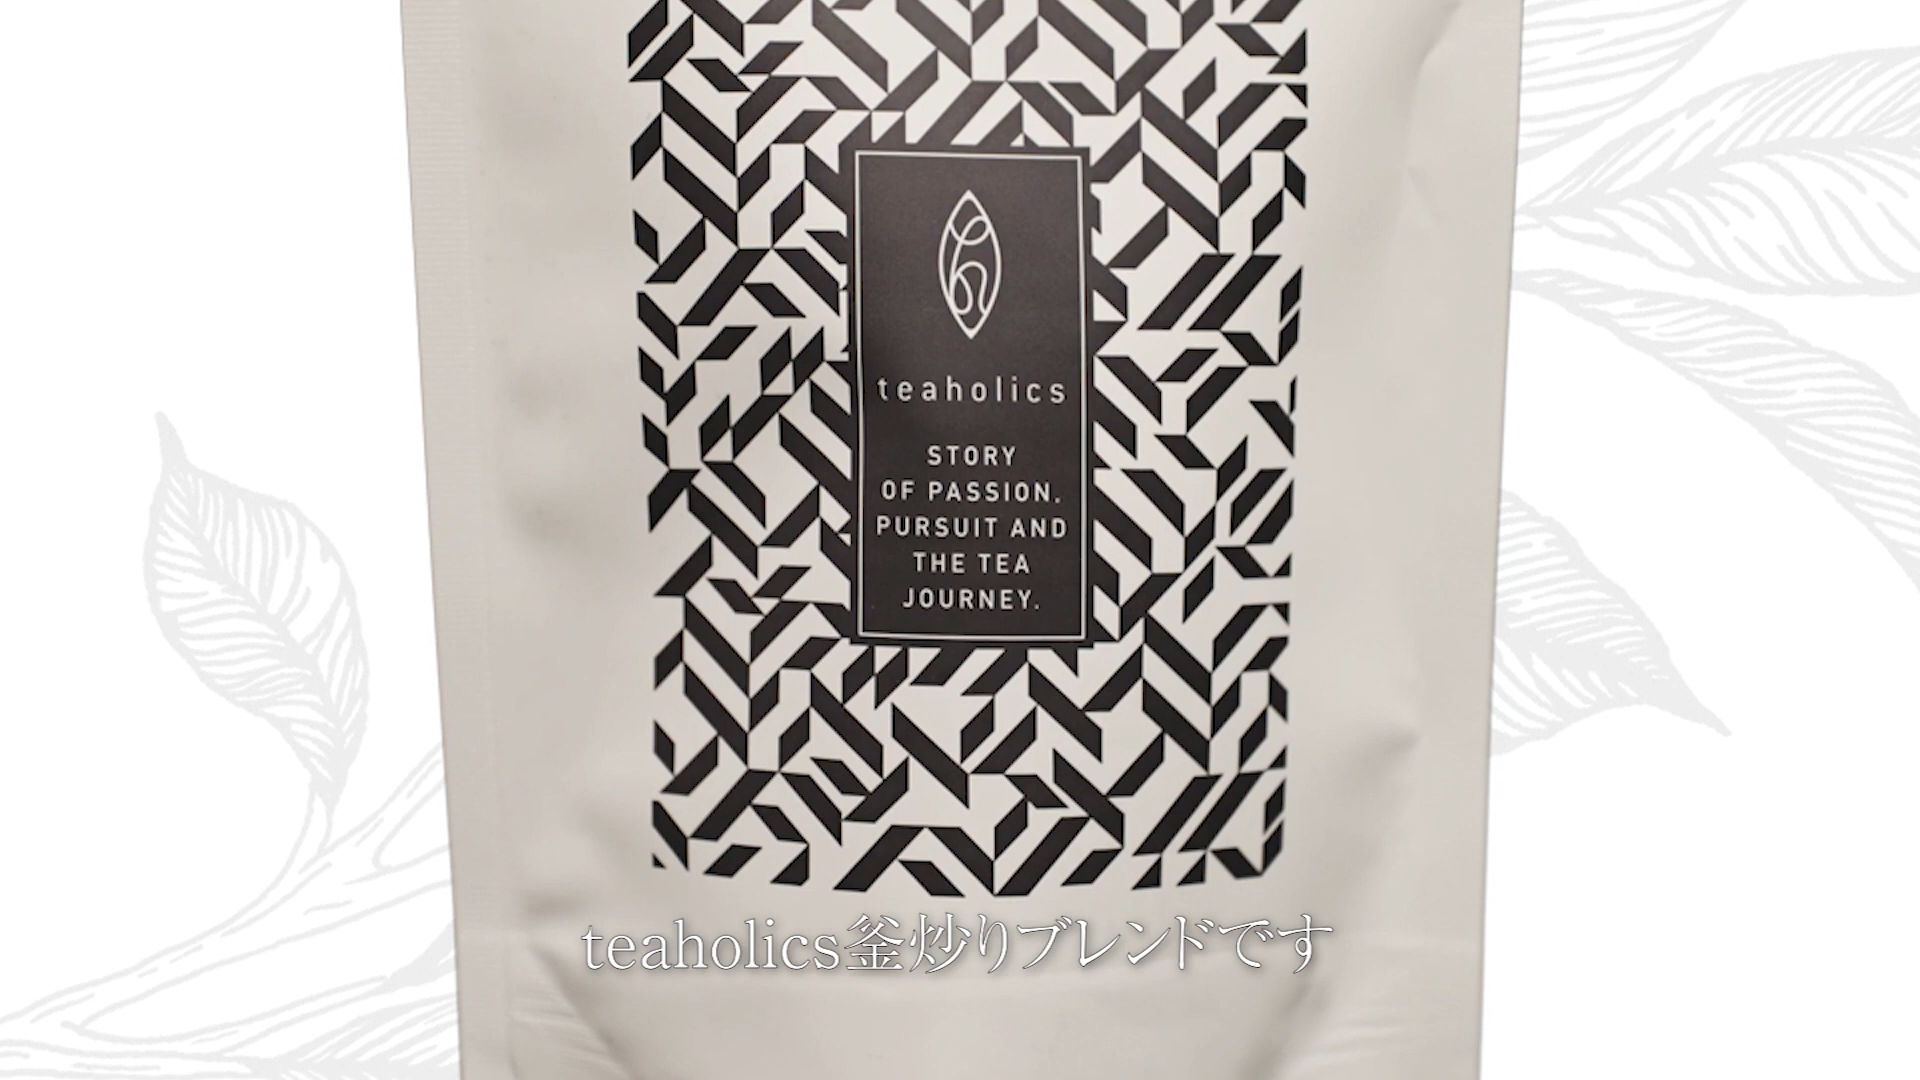 teaholics
STORY
OF PASSION.
PURSUIT AND
THE TEA
JOURNEY.
teaholics釜炒りブレンドです